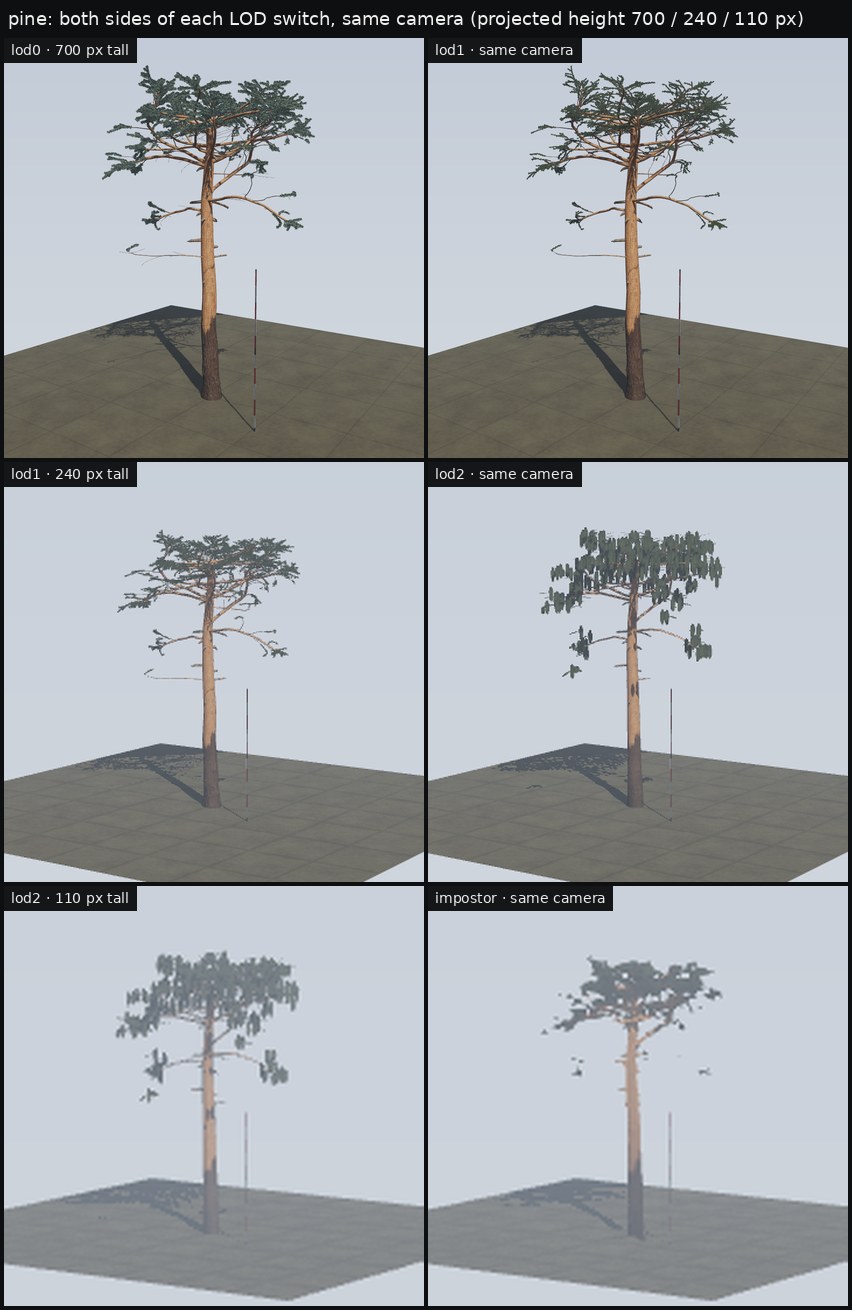 pine: both sides of each LOD switch, same camera (projected height 700 / 240 / 110 px)
lod0 · 700 px tall
lod1 · same camera
lod1 · 240 px tall
lod2 · same camera
lod2 · 110 px tall
impostor · same camera